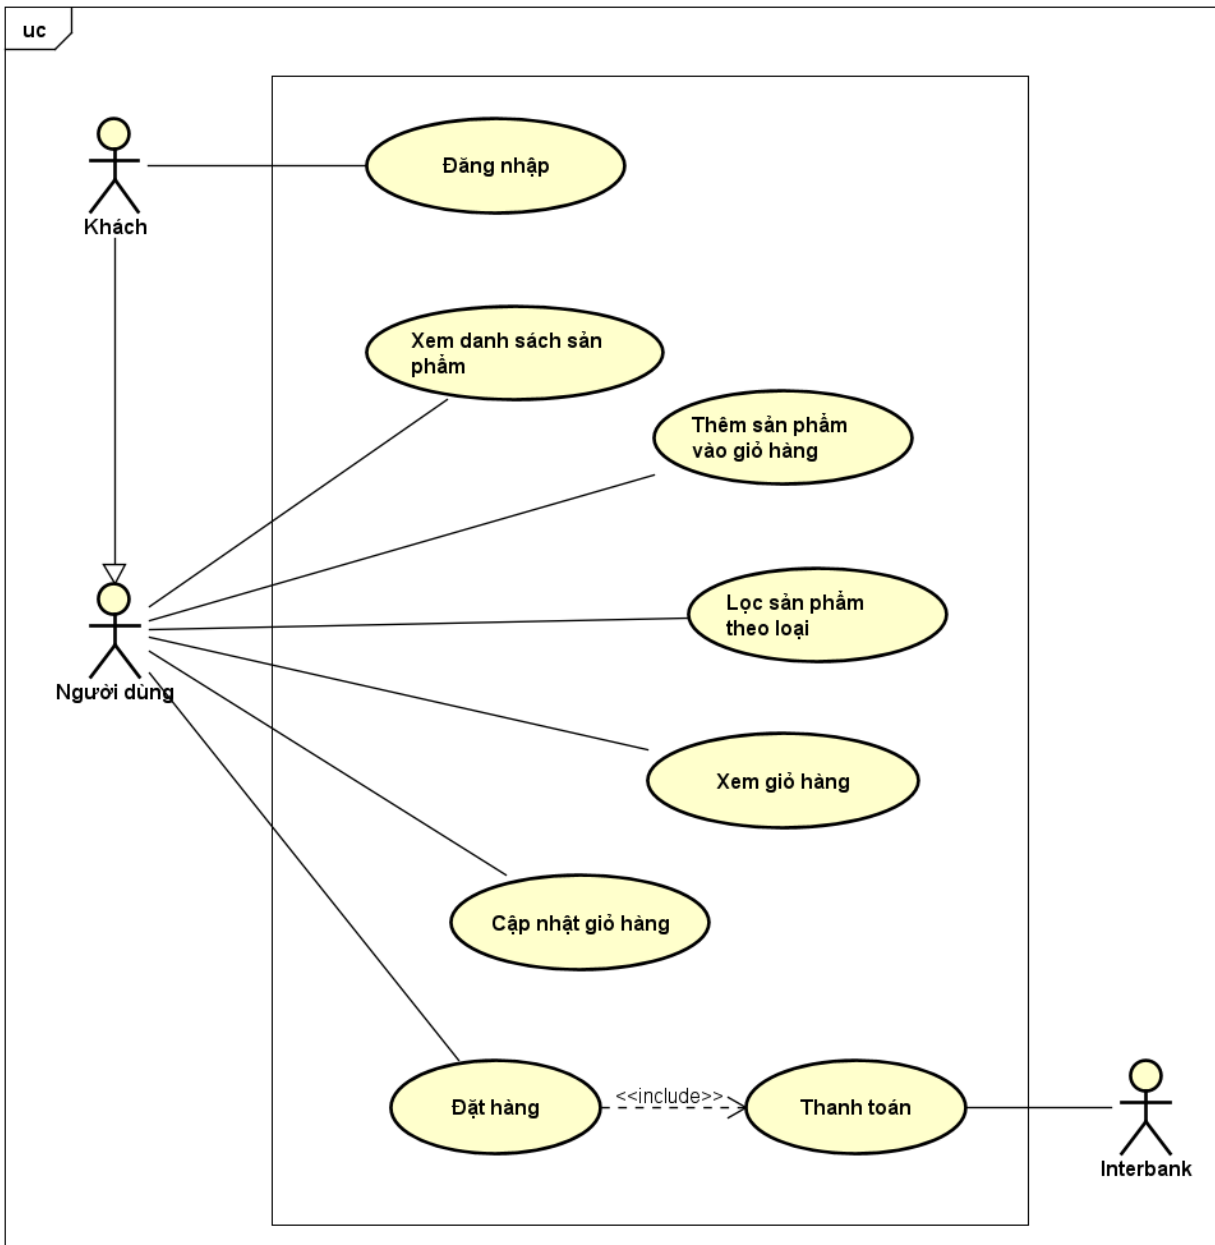 uc
Khách
Đăng nhập
Xem danh sách sản
phẩm
Thêm sản phẩm
vào giỏ hàng
Lọc sản phẩm
theo loại
Người dùng
Xem giỏ hàng
Cập nhật giỏ hàng
Đặt hàng
<<include>>
Thanh toán
Interbank